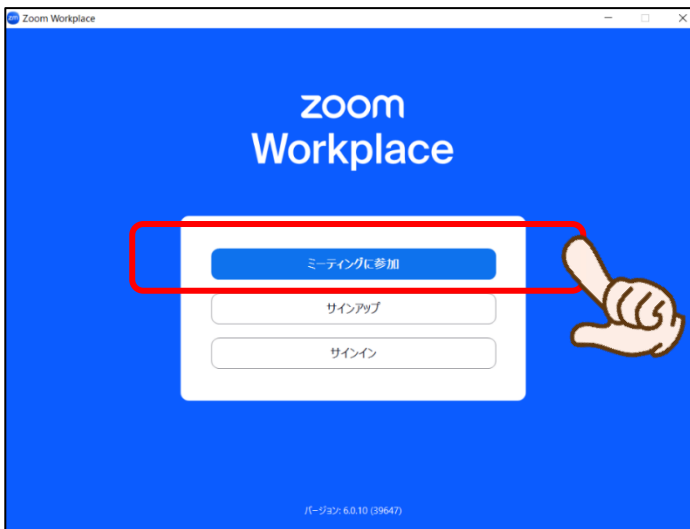 Zoom Workplace
zoom
Workplace
ミーティングに参加
サインアップ
サインイン
バージョン: 6.0.10 (39647)